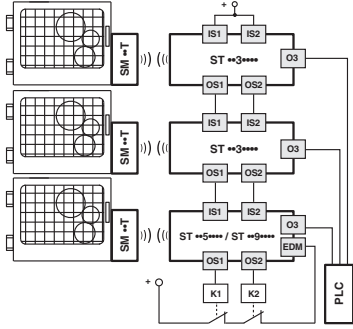 +
IS1 IS2
SM ••T
ST ••3••••
O3
OS1 OS2
IS1 IS2
SM ••T
ST ••3••••
O3
OS1 OS2
IS1 IS2
SM ••T
ST ••5•••• / ST ••9••••
O3
EDM
OS1 OS2
+
K1 K2
PLC